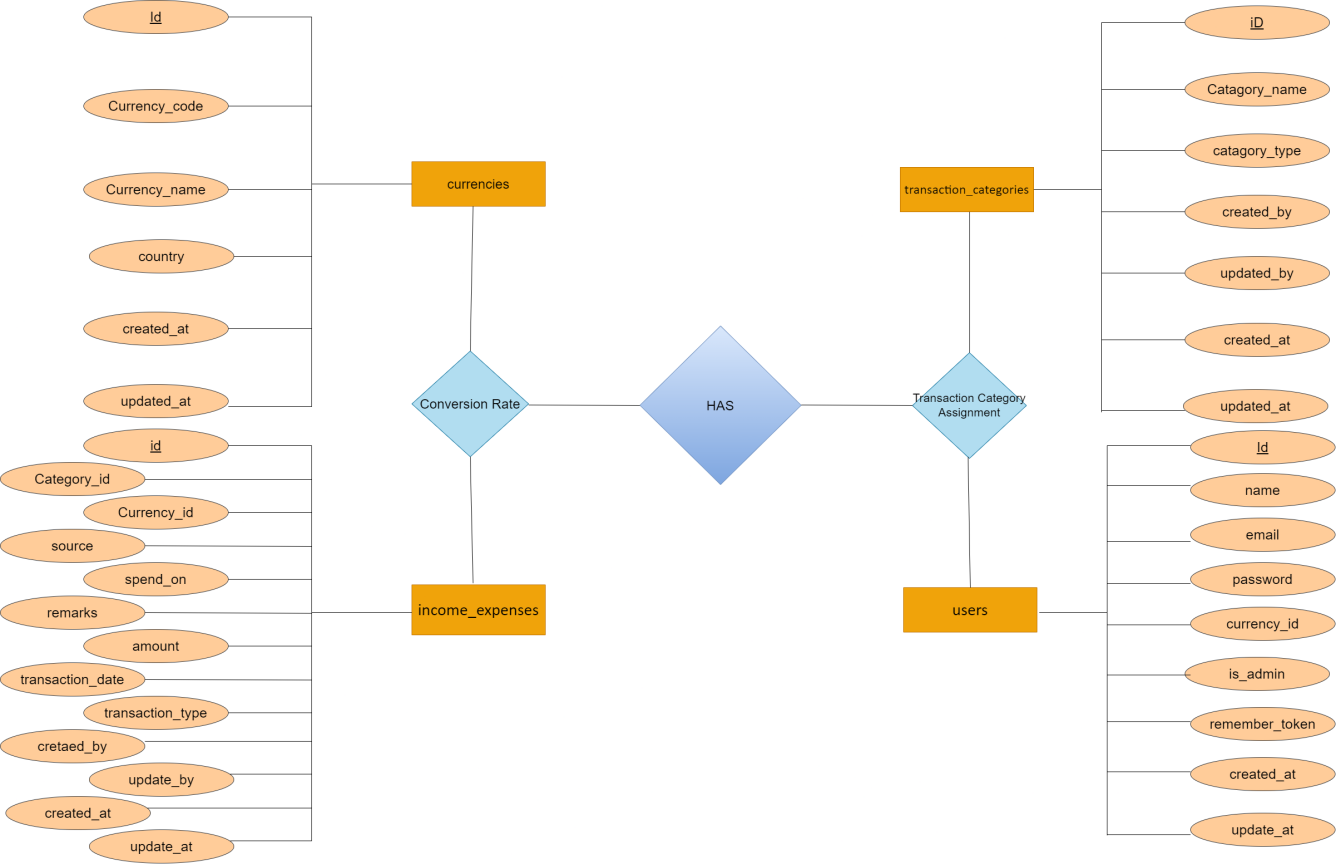 Id
Currency_code
Currency_name
country
created_at
updated_at
currencies
iD
Catagory_name
catagory_type
created_by
updated_by
created_at
updated_at
transaction_categories
Conversion Rate
HAS
Transaction Category
Assignment
id
Category_id
Currency_id
source
spend_on
remarks
amount
transaction_date
transaction_type
cretaed_by
update_by
created_at
update_at
income_expenses
users
Id
name
email
password
currency_id
is_admin
remember_token
created_at
update_at